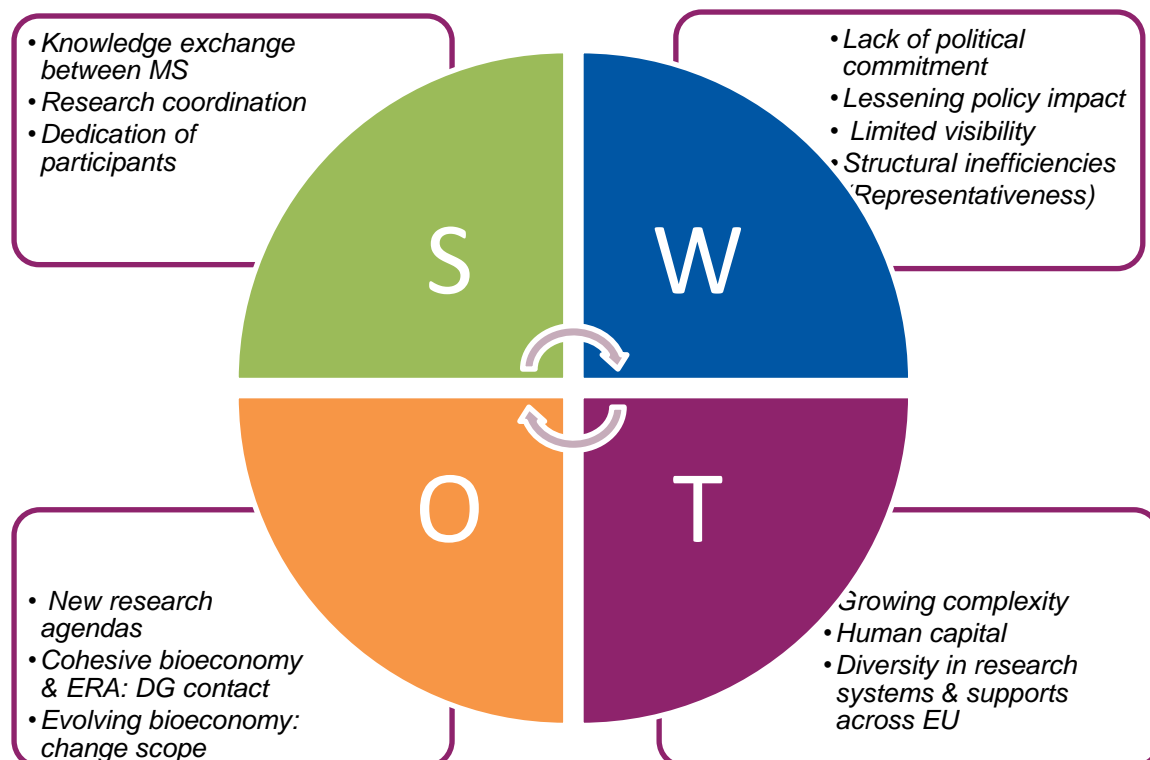 • Knowledge exchange
between MS
• Research coordination
• Dedication of
participants
• Lack of political
commitment
• Lessening policy impact
• Limited visibility
• Structural inefficiencies
(Representativeness)
S
W
O
T
• New research
agendas
• Cohesive bioeconomy
& ERA: DG contact
• Evolving bioeconomy:
change scope
Growing complexity
• Human capital
• Diversity in research
systems & supports
across EU